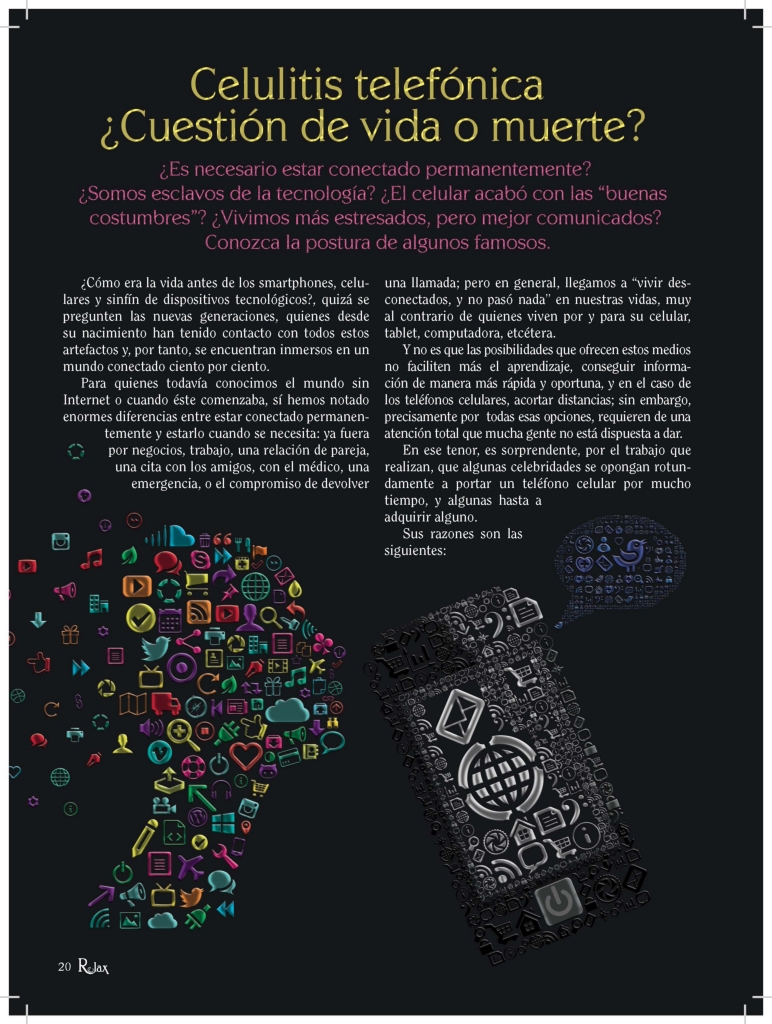 Celulitis telefónica
¿Cuestión de vida o muerte?
¿Es necesario estar conectado permanentemente?
¿Somos esclavos de la tecnología? ¿El celular acabó con las “buenas
costumbres”? ¿Vivimos más estresados, pero mejor comunicados?
Conozca la postura de algunos famosos.
¿Cómo era la vida antes de los smartphones, celu-
lares y sinfín de dispositivos tecnológicos?, quizá se
pregunten las nuevas generaciones, quienes desde
su nacimiento han tenido contacto con todos estos
artefactos y, por tanto, se encuentran inmersos en un
mundo conectado ciento por ciento.
Para quienes todavía conocimos el mundo sin
Internet o cuando éste comenzaba, sí hemos notado
enormes diferencias entre estar conectado permanen-
temente y estarlo cuando se necesita: ya fuera
por negocios, trabajo, una relación de pareja,
una cita con los amigos, con el médico, una
emergencia, o el compromiso de devolver
una llamada; pero en general, llegamos a “vivir des-
conectados, y no pasó nada” en nuestras vidas, muy
al contrario de quienes viven por y para su celular,
tablet, computadora, etcétera.
Y no es que las posibilidades que ofrecen estos medios
no faciliten más el aprendizaje, conseguir informa-
ción de manera más rápida y oportuna, y en el caso de
los teléfonos celulares, acortar distancias; sin embargo,
precisamente por todas esas opciones, requieren de una
atención total que mucha gente no está dispuesta a dar.
En ese tenor, es sorprendente, por el trabajo que
realizan, que algunas celebridades se opongan rotun-
damente a portar un teléfono celular por mucho
tiempo, y algunas hasta a
adquirir alguno.
Sus razones son las
siguientes:
20 Relax